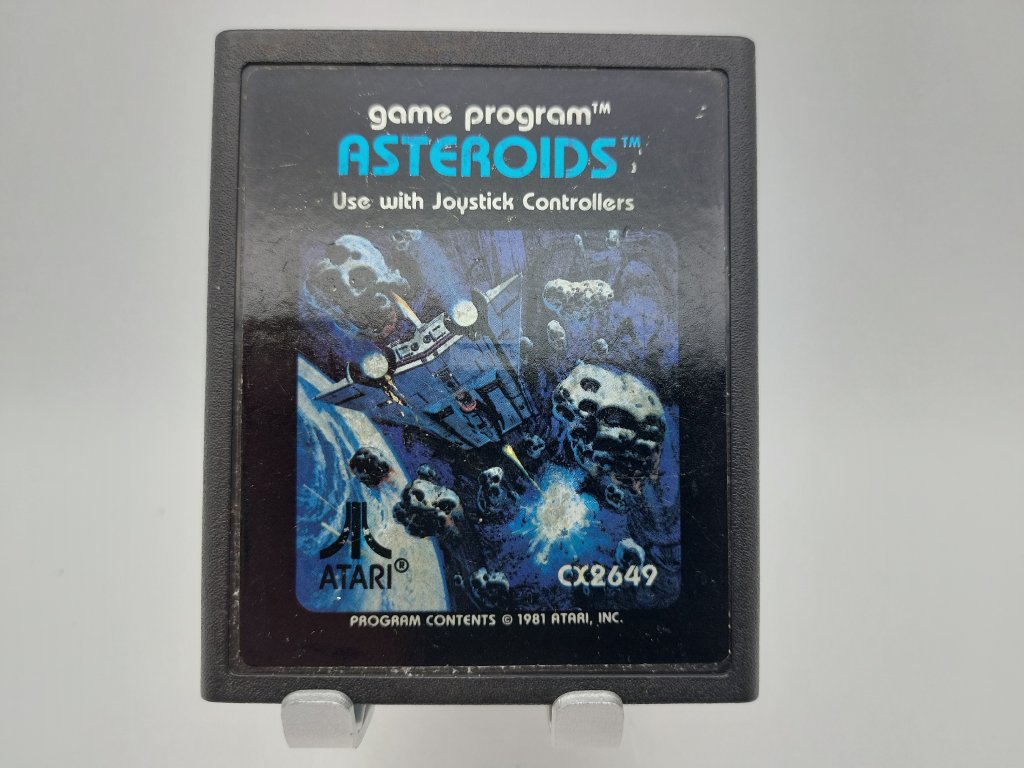 game program™
ASTEROIDS™
Use with Joystick Controllers
ATARI®
CX2649
PROGRAM CONTENTS © 1981 ATARI, INC.